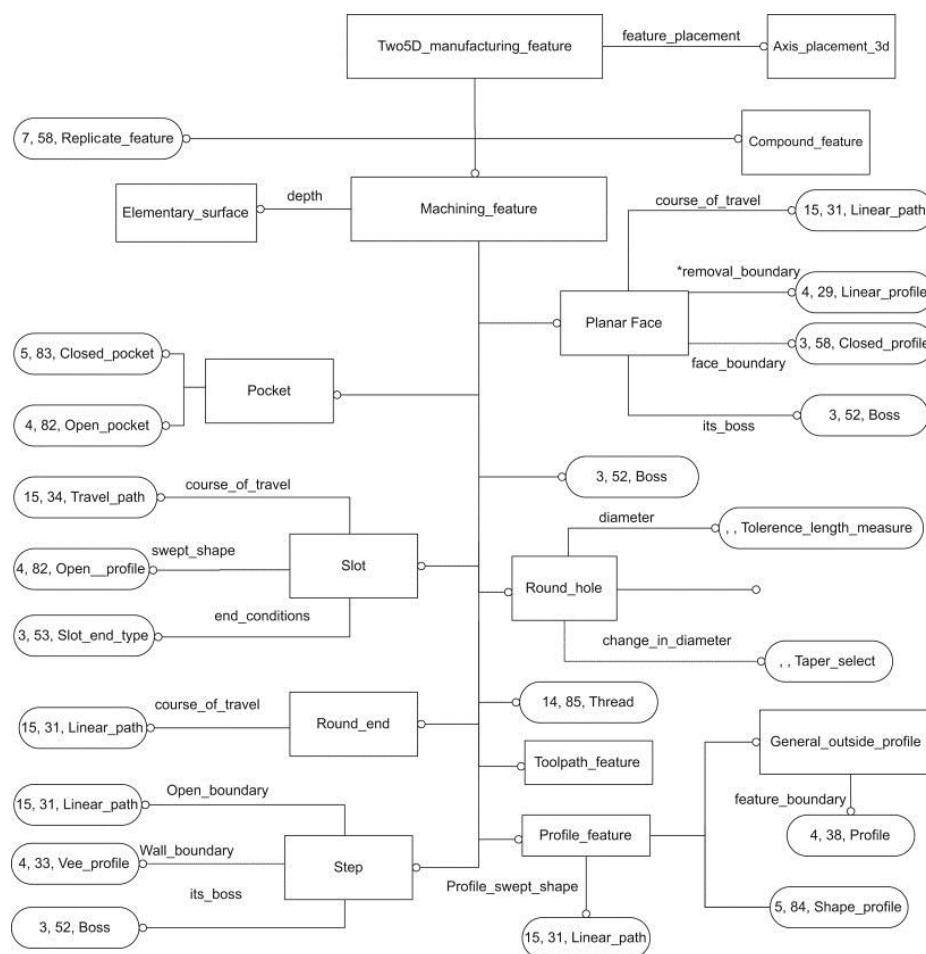 Two5D_manufacturing_feature
feature_placement
Axis_placement_3d
7, 58, Replicate_feature
Compound_feature
Elementary_surface
depth
Machining_feature
course_of_travel
15, 31, Linear_path
*removal_boundary
4, 29, Linear_profile
Planar Face
3, 58, Closed_profile
face_boundary
its_boss
3, 52, Boss
5, 83, Closed_pocket
Pocket
4, 82, Open_pocket
3, 52, Boss
15, 34, Travel_path
course_of_travel
swept_shape
4, 82, Open__profile
Slot
end_conditions
3, 53, Slot_end_type
diameter
, , Tolerence_length_measure
Round_hole
change_in_diameter
, , Taper_select
course_of_travel
15, 31, Linear_path
Round_end
14, 85, Thread
Toolpath_feature
General_outside_profile
feature_boundary
4, 38, Profile
Open_boundary
15, 31, Linear_path
Wall_boundary
4, 33, Vee_profile
Step
its_boss
3, 52, Boss
Profile_feature
Profile_swept_shape
15, 31, Linear_path
5, 84, Shape_profile